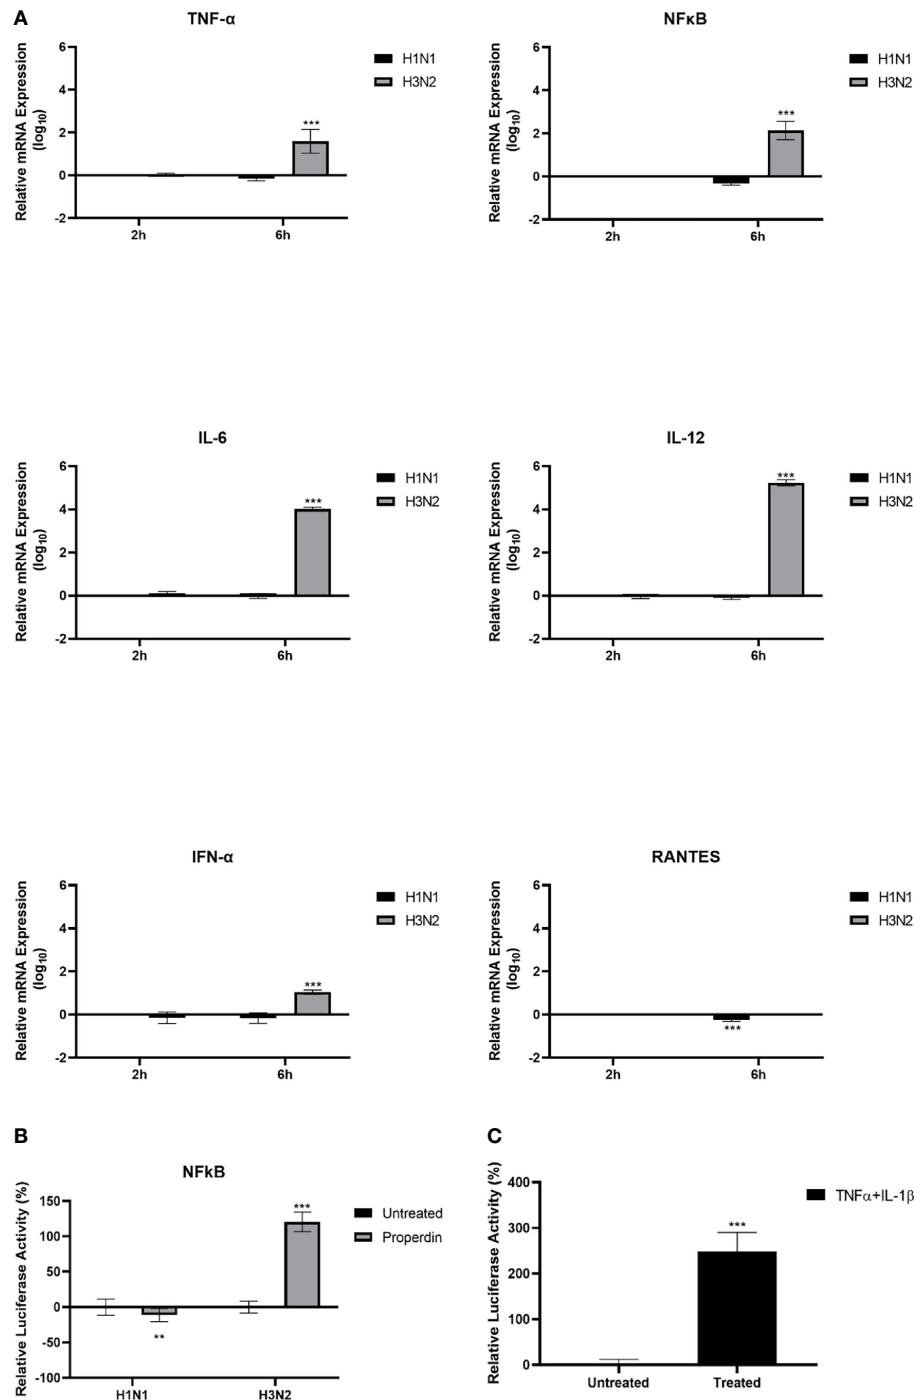 A
TNF-α
Relative mRNA Expression
(log10)
6
4
2
0
-2
***
2h
6h
H1N1
H3N2
NFκB
Relative mRNA Expression
(log10)
6
4
2
0
-2
***
2h
6h
H1N1
H3N2
IL-6
Relative mRNA Expression
(log10)
6
4
2
0
-2
***
2h
6h
H1N1
H3N2
IL-12
Relative mRNA Expression
(log10)
6
4
2
0
-2
***
2h
6h
H1N1
H3N2
IFN-α
Relative mRNA Expression
(log10)
6
4
2
0
-2
***
2h
6h
H1N1
H3N2
RANTES
Relative mRNA Expression
(log10)
6
4
2
0
-2
***
2h
6h
H1N1
H3N2
B
NFkB
Relative Luciferase Activity (%)
150
100
50
0
-50
-100
**
***
H1N1
H3N2
Untreated
Properdin
C
Relative Luciferase Activity (%)
400
300
200
100
0
***
Untreated
Treated
TNFα+IL-1β